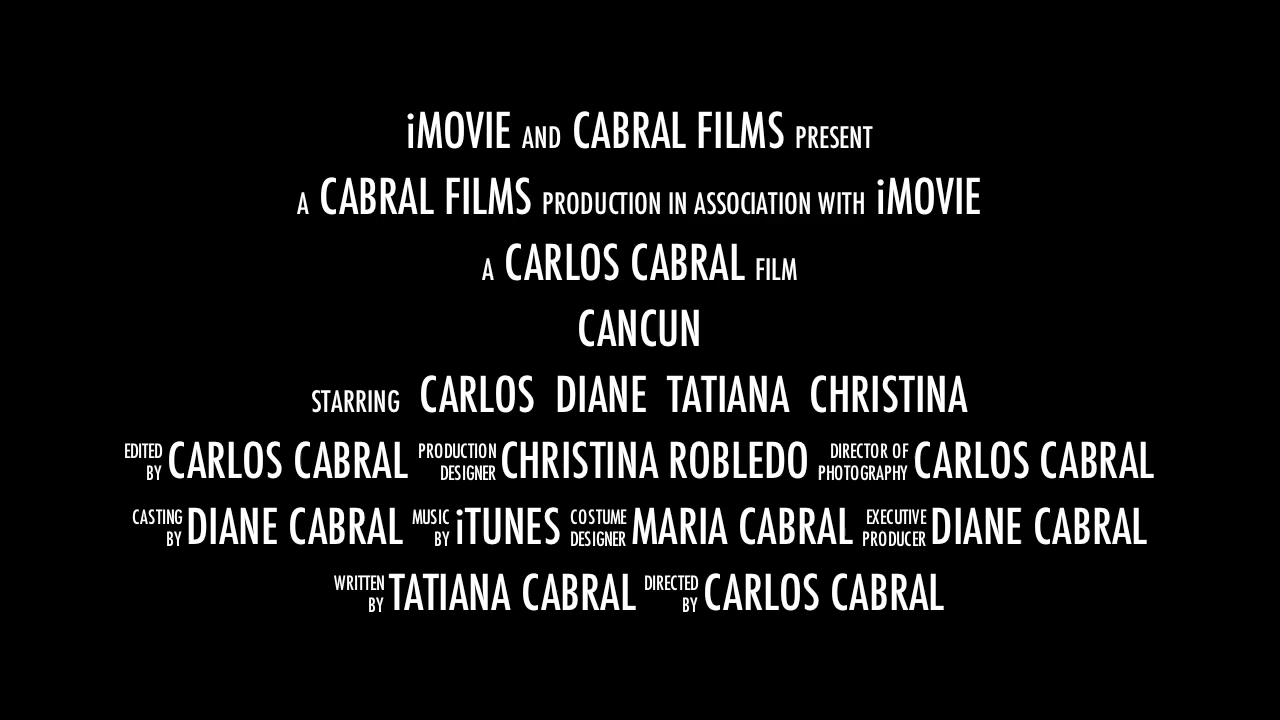 iMOVIE AND CABRAL FILMS PRESENT
A CABRAL FILMS PRODUCTION IN ASSOCIATION WITH iMOVIE
A CARLOS CABRAL FILM
CANCUN
STARRING CARLOS DIANE TATIANA CHRISTINA
EDITED BY CARLOS CABRAL PRODUCTION DESIGNER CHRISTINA ROBLEDO DIRECTOR OF PHOTOGRAPHY CARLOS CABRAL
CASTING BY DIANE CABRAL MUSIC BY iTUNES COSTUME DESIGNER MARIA CABRAL EXECUTIVE PRODUCER DIANE CABRAL
WRITTEN BY TATIANA CABRAL DIRECTED BY CARLOS CABRAL